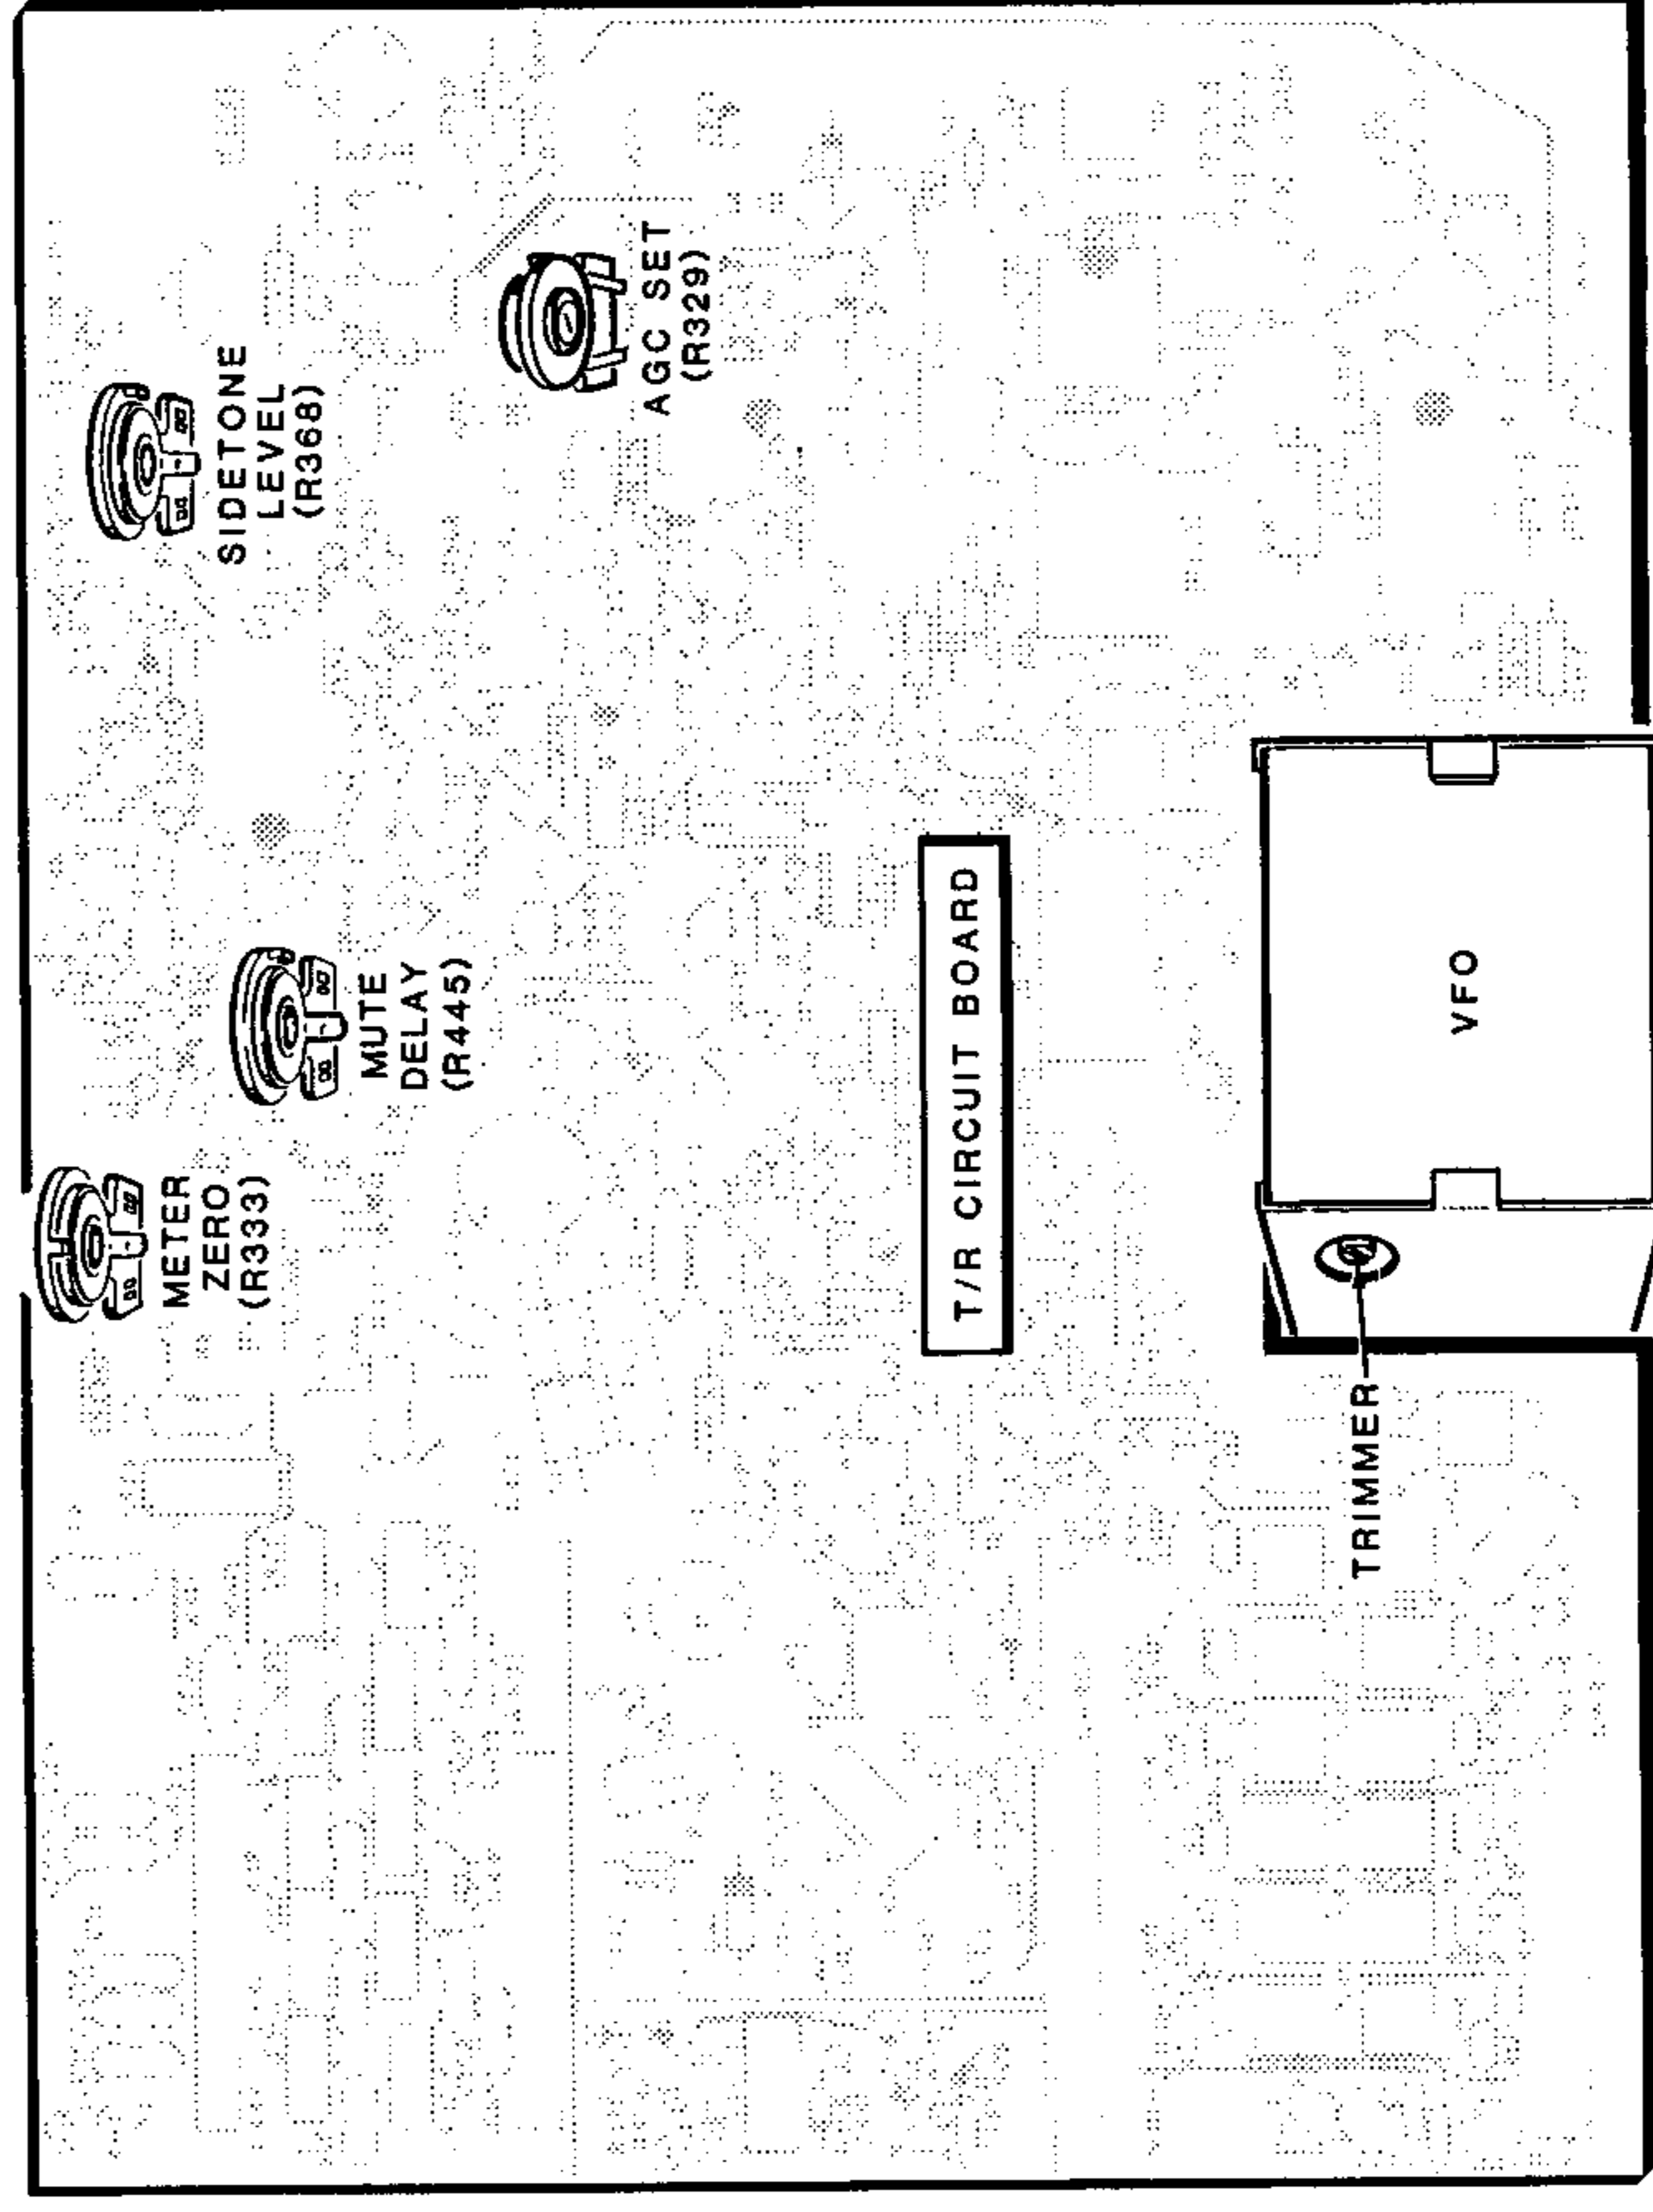 METER
ZERO
(R333)
MUTE
DELAY
(R445)
SIDETONE
LEVEL
(R368)
AGC SET
(R329)
T/R CIRCUIT BOARD
TRIMMER
VFO